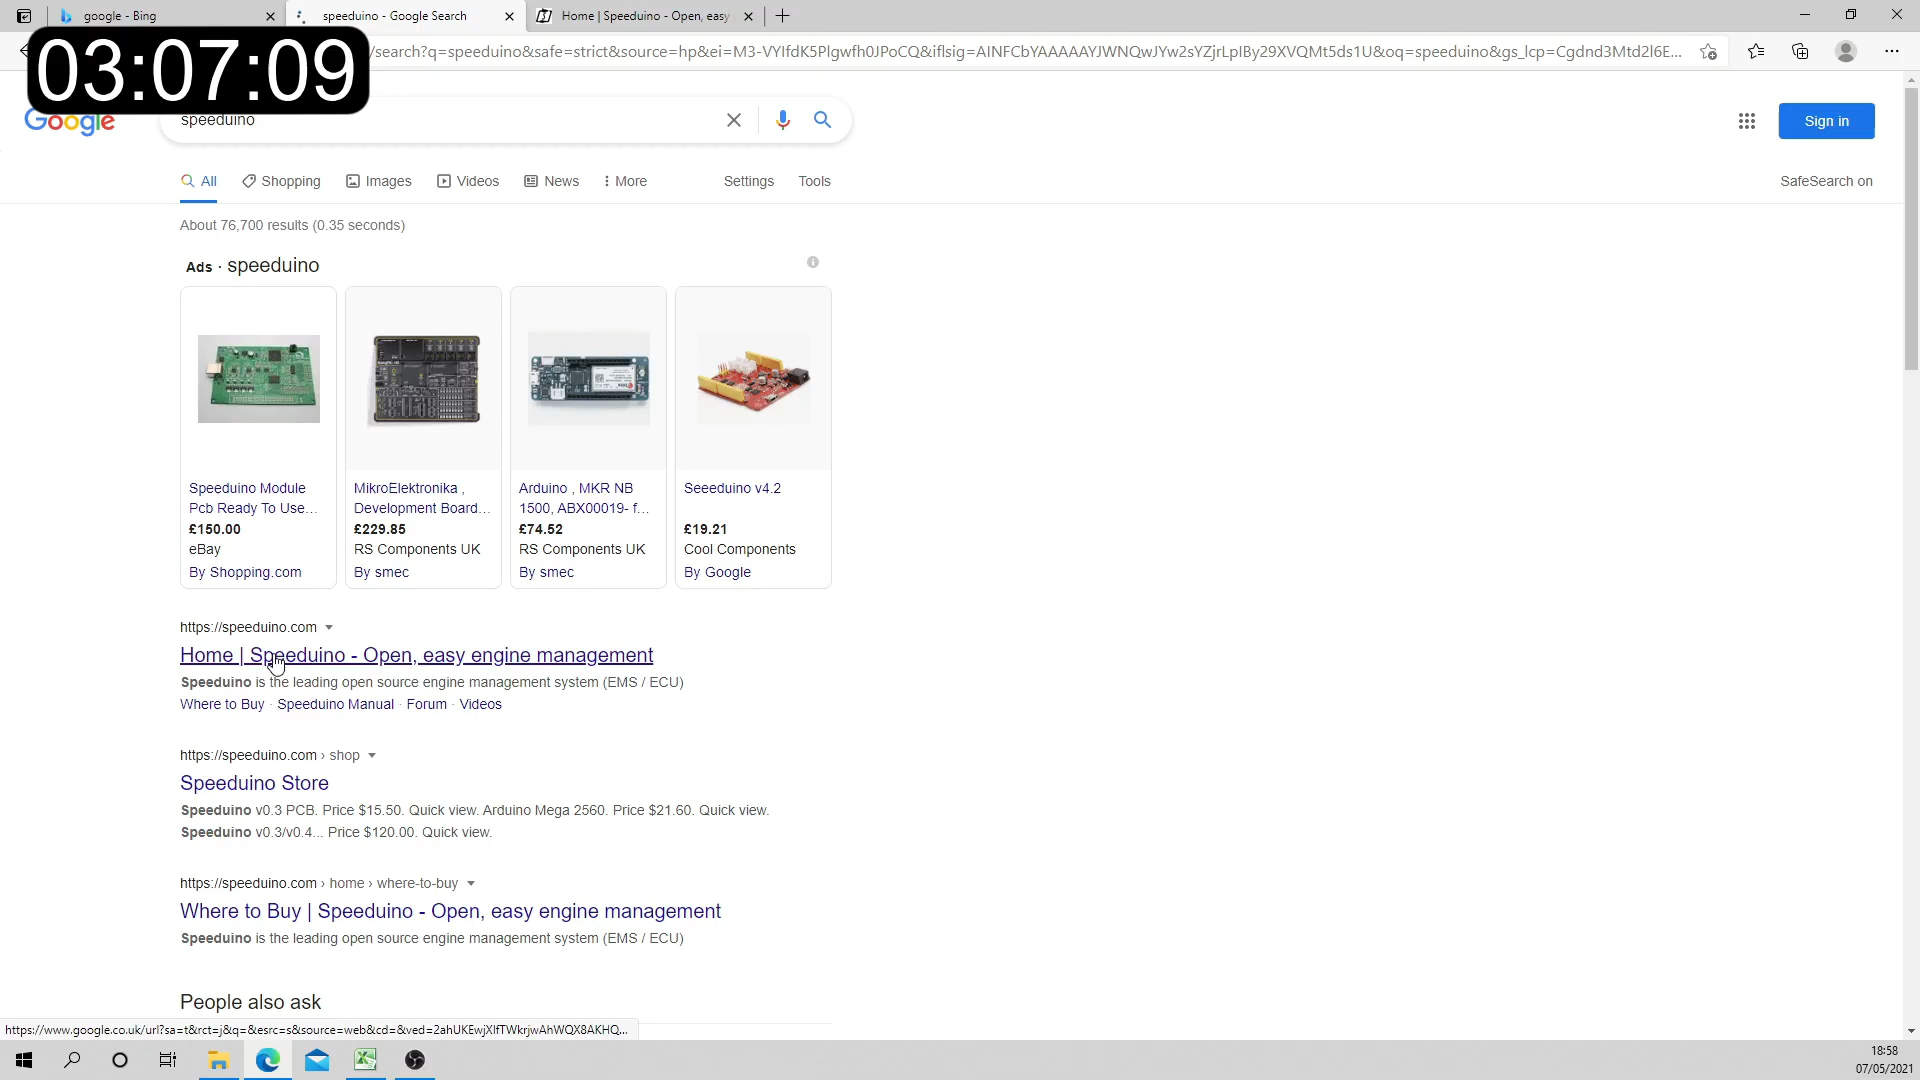 google - Bing
speeduino - Google Search
Home | Speeduino - Open, easy
03:07:09
/search?q=speeduino&safe=strict&source=hp&ei=M3-VYIfdK5PlgwfhOJPoCQ&iflsig=AINFCbYAAAAAYJWNQwJYw2sYZjrLpIBy29XVQMt5ds1U&oq=speeduino&gs_lcp=Cgdnd3Mtd2l6E...
Google
speeduino
Sign in
All
Shopping
Images
Videos
News
More
Settings
Tools
SafeSearch on
About 76,700 results (0.35 seconds)
Ads · speeduino
Speeduino Module
Pcb Ready To Use...
£150.00
eBay
By Shopping.com
MikroElektronika ,
Development Board...
£229.85
RS Components UK
By smec
Arduino , MKR NB
1500, ABX00019- f...
£74.52
RS Components UK
By smec
Seeeduino v4.2
£19.21
Cool Components
By Google
https://speeduino.com
Home | Speeduino - Open, easy engine management
Speeduino is the leading open source engine management system (EMS / ECU)
Where to Buy · Speeduino Manual · Forum · Videos
https://speeduino.com › shop
Speeduino Store
Speeduino v0.3 PCB. Price $15.50. Quick view. Arduino Mega 2560. Price $21.60. Quick view.
Speeduino v0.3/v0.4... Price $120.00. Quick view.
https://speeduino.com › home › where-to-buy
Where to Buy | Speeduino - Open, easy engine management
Speeduino is the leading open source engine management system (EMS / ECU)
People also ask
https://www.google.co.uk/url?sa=t&rct=j&q=&esrc=s&source=web&cd=&ved=2ahUKEwjXlfTWkrjwAhWQX8AKHQ...
18:58
07/05/2021